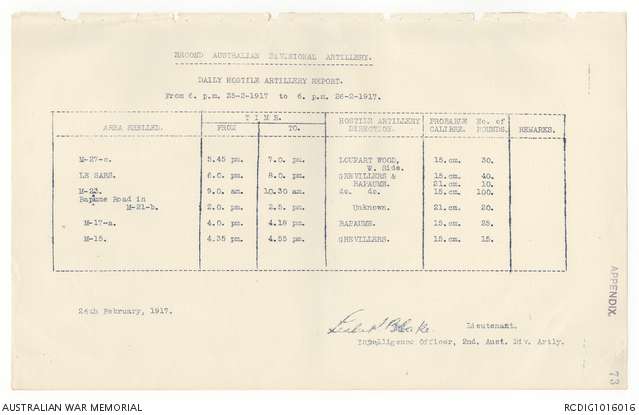 SECOND AUSTRALIAN DIVISIONAL ARTILLERY.
DAILY HOSTILE ARTILLERY REPORT.
From 6. p.m. 25-2-1917 to 6. p.m. 26-2-1917.
AREA SHELLED. TIME. FROM TO. HOSTILE ARTILLERY DIRECTION. PROBABLE CALIBRE. No. of ROUNDS. REMARKS.
M-27-c. 5.45 pm. 7.0 pm. LOUPART WOOD, 15.cm. 30.
W. Side.
LE SARS. 6.0 pm. 8.0 pm. GREVILLERS & 15.cm. 40.
BAPAUME. 21.cm. 10.
M-23. 9.0 am. 10.30 am. do. do. 15.cm. 100.
Bapaume Road in
M-21-b. 2.0 pm. 2.5 pm. Unknown. 21.cm. 20.
M-17-a. 4.0 pm. 4.18 pm. BAPAUME. 15.cm. 25.
M-15. 4.35 pm. 4.55 pm. GREVILLERS. 15.cm. 15.
26th February, 1917.
Lieutenant.
Intelligence Officer, 2nd. Aust. Div. Artly.
APPENDIX.
73
AUSTRALIAN WAR MEMORIAL
RCDIG1016016